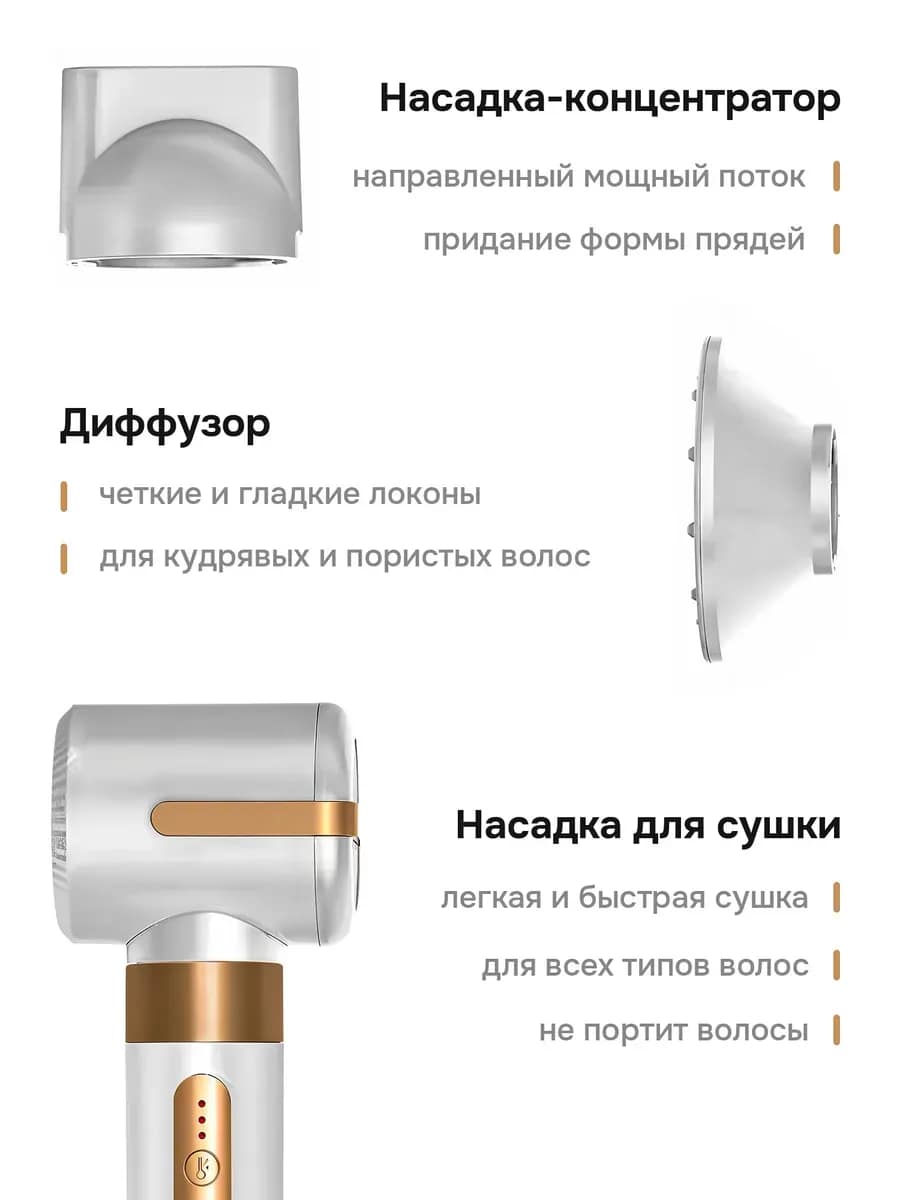 Насадка-концентратор
направленный мощный поток
придание формы прядей
Диффузор
четкие и гладкие локоны
для кудрявых и пористых волос
Насадка для сушки
легкая и быстрая сушка
для всех типов волос
не портит волосы